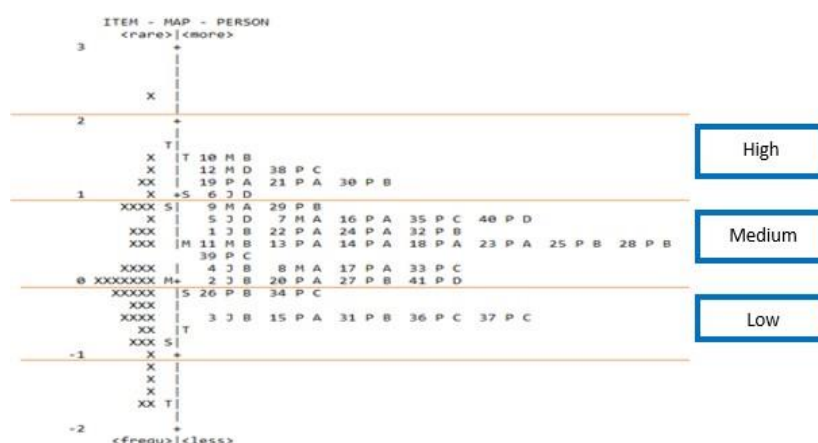 ITEM - MAP - PERSON
<rare>|<more>
3 +
|
|
|
|
X |
|
2 +
|
T|
X |T 10 M B
X | 12 M D 38 P C
XX | 19 P A 21 P A 30 P B
1 X +S 6 J D
XXXX S| 9 M A 29 P B
X | 5 J D 7 M A 16 P A 35 P C 40 P D
XXX | 1 J B 22 P A 24 P A 32 P B
XXX |M 11 M B 13 P A 14 P A 18 P A 23 P A 25 P B 28 P B
| 39 P C
XXXX | 4 J B 8 M A 17 P A 33 P C
0 XXXXXXX M+ 2 J B 20 P A 27 P B 41 P D
XXXXX |S 26 P B 34 P C
XXX |
XXXX | 3 J B 15 P A 31 P B 36 P C 37 P C
XX |T
XXX S|
-1 X +
X |
X |
X |
XX T|
|
-2 +
<frequ>|<less>
High
Medium
Low